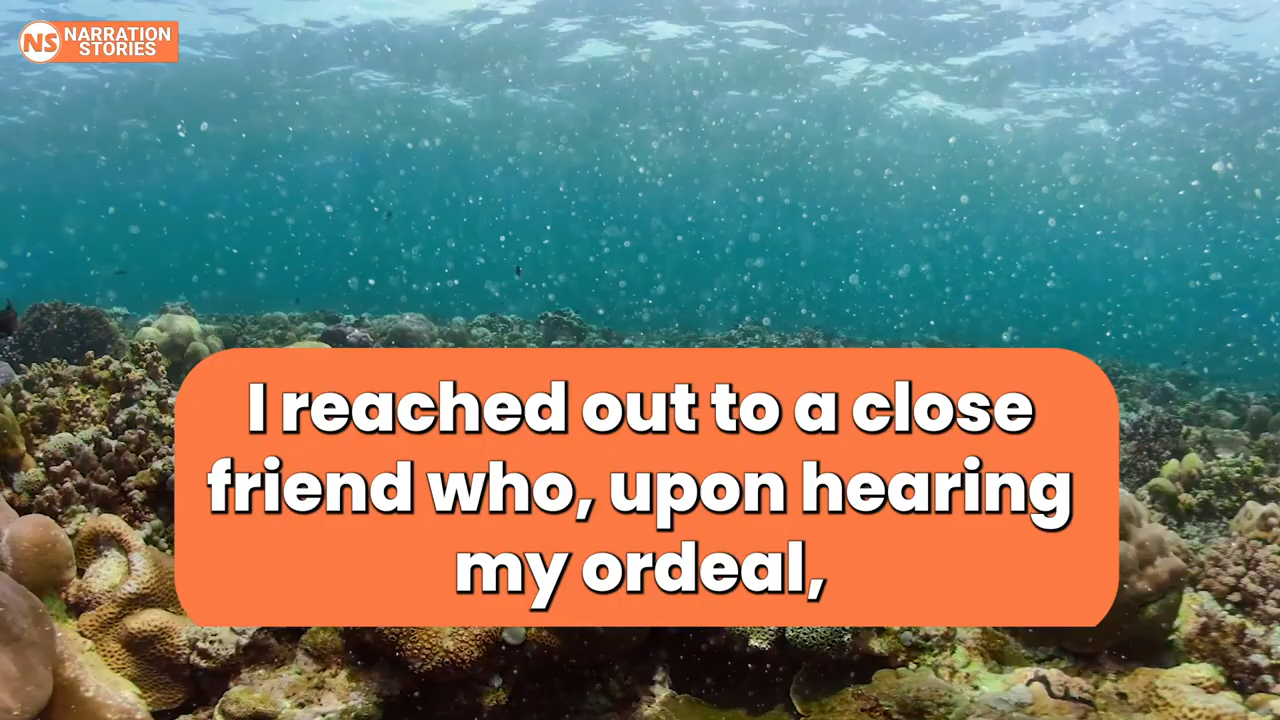 NS NARRATION
STORIES
I reached out to a close
friend who, upon hearing
my ordeal,